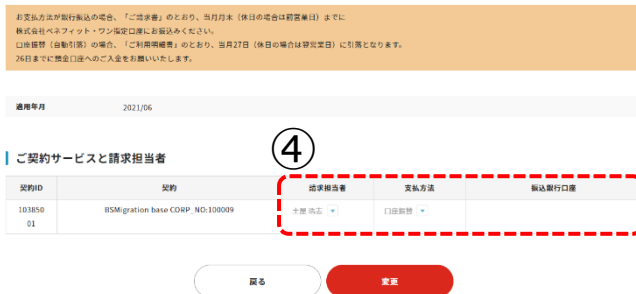 お支払方法が銀行振込の場合、「ご請求書」のとおり、当月月末（休日の場合は前営業日）までに
株式会社ベネフィット・ワン指定口座にお振込みください。
口座振替（自動引落）の場合、「ご利用明細書」のとおり、当月27日（休日の場合は翌営業日）に引落となります。
26日までに預金口座へのご入金をお願いいたします。
適用年月 2021/06
④
ご契約サービスと請求担当者
契約ID 契約 請求担当者 支払方法 振込銀行口座
103850 BSMigration base CORP_NO:100009 土屋 浩志 口座振替
01
戻る 変更